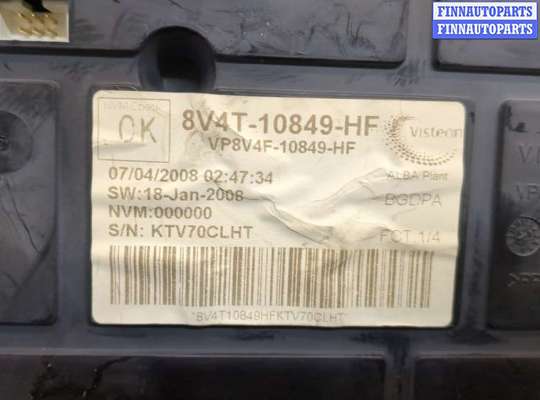 FINNAUTOPARTS
FINNAUTOPARTS
OK
8V4T-10849-HF
VP8V4F-10849-HF
Visteon
07/04/2008 02:47:34
ALBA Plant
SW:18-Jan-2008
BGDPA
NVM:000000
S/N: KTV70CLHT
FCT 1/4
*8V4T10849HFKTV70CLHT*